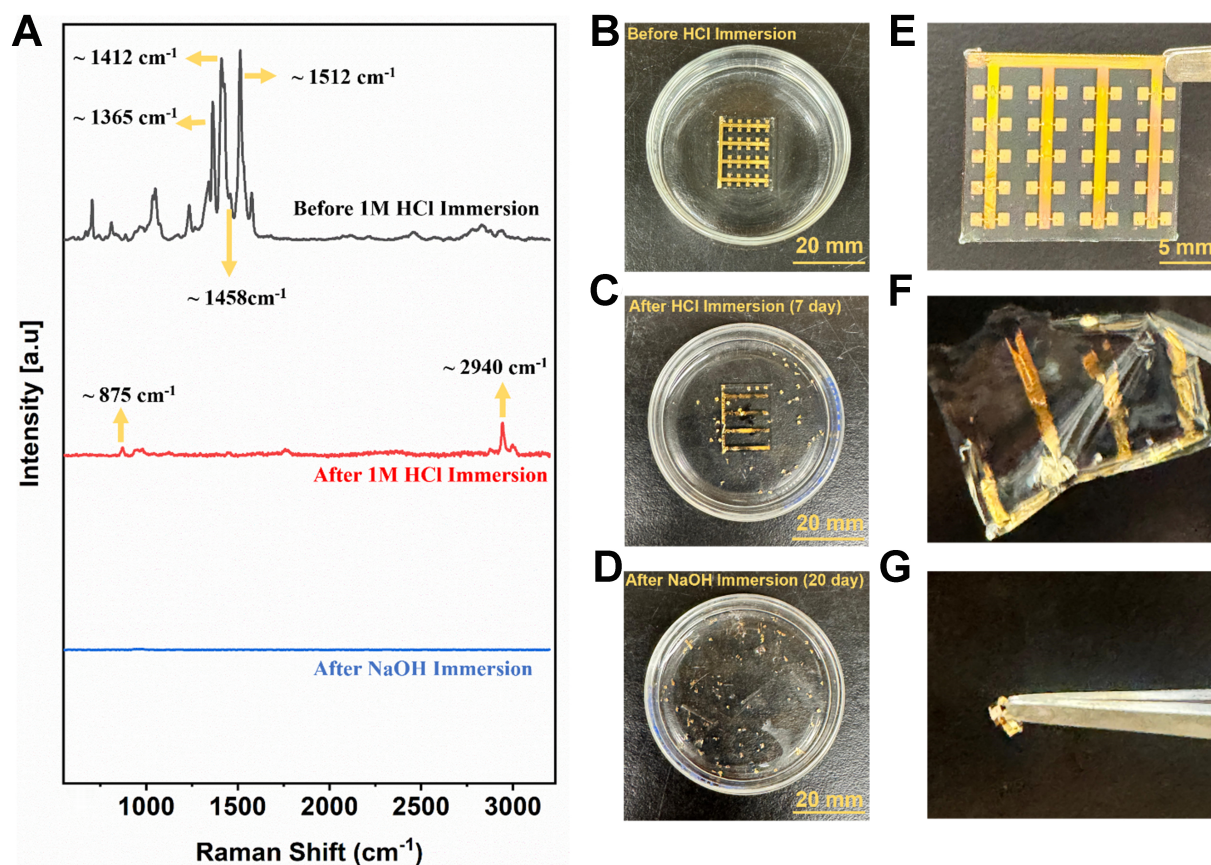 A
~ 1412 cm-1
~ 1512 cm-1
~ 1365 cm-1
Before 1M HCl Immersion
~ 1458cm-1
~ 875 cm-1
~ 2940 cm-1
After 1M HCl Immersion
After NaOH Immersion
Intensity [a.u]
1000
1500
2000
2500
3000
Raman Shift (cm-1)
B
Before HCl Immersion
20 mm
C
After HCl Immersion (7 day)
20 mm
D
After NaOH Immersion (20 day)
20 mm
E
5 mm
F
G